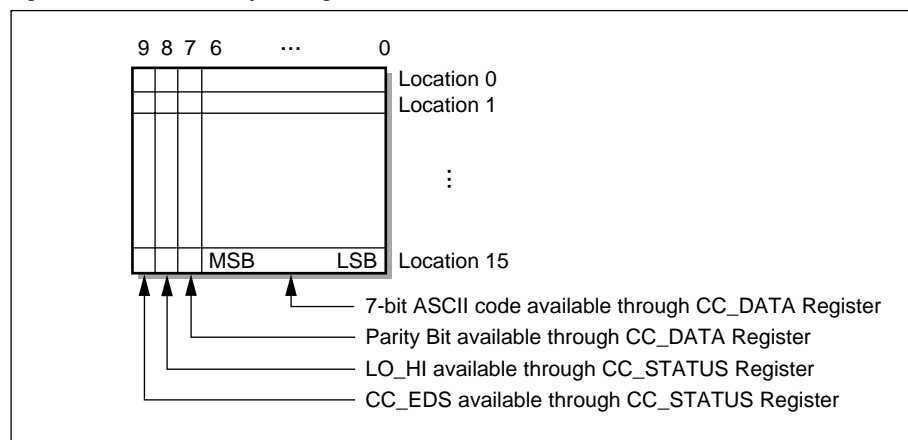 9 8 7 6 ... 0
Location 0
Location 1
⋮
MSB LSB Location 15
7-bit ASCII code available through CC_DATA Register
Parity Bit available through CC_DATA Register
LO_HI available through CC_STATUS Register
CC_EDS available through CC_STATUS Register